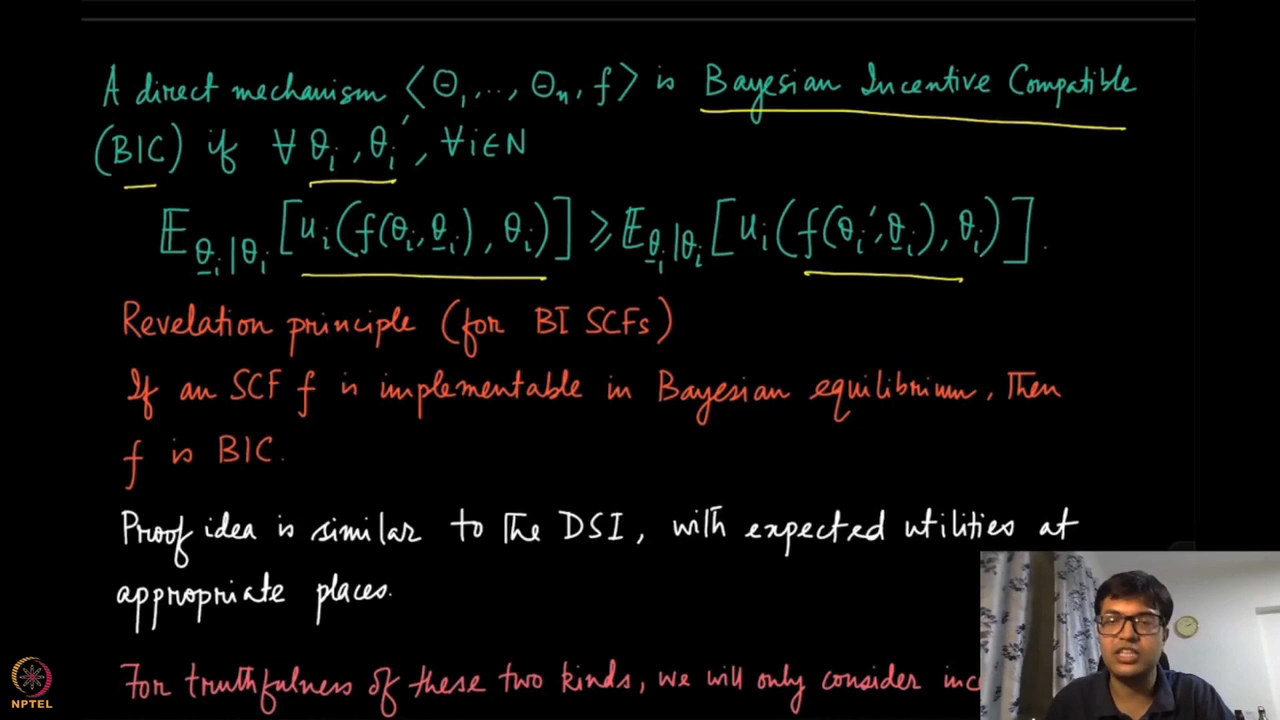 A direct mechanism ⟨Θ₁,..., Θₙ, f⟩ is Bayesian Incentive Compatible
(BIC) if ∀ θᵢ, θᵢ′, ∀i∈N
𝔼_{θ̲ᵢ|θᵢ} [uᵢ(f(θᵢ, θ̲ᵢ), θᵢ)] ⩾ 𝔼_{θ̲ᵢ|θᵢ} [uᵢ(f(θᵢ′, θ̲ᵢ), θᵢ)].
Revelation principle (for BI SCFs)
If an SCF f is implementable in Bayesian equilibrium, then
f is BIC.
Proof idea is similar to the DSI, with expected utilities at
appropriate places.
For truthfulness of these two kinds, we will only consider
NPTEL